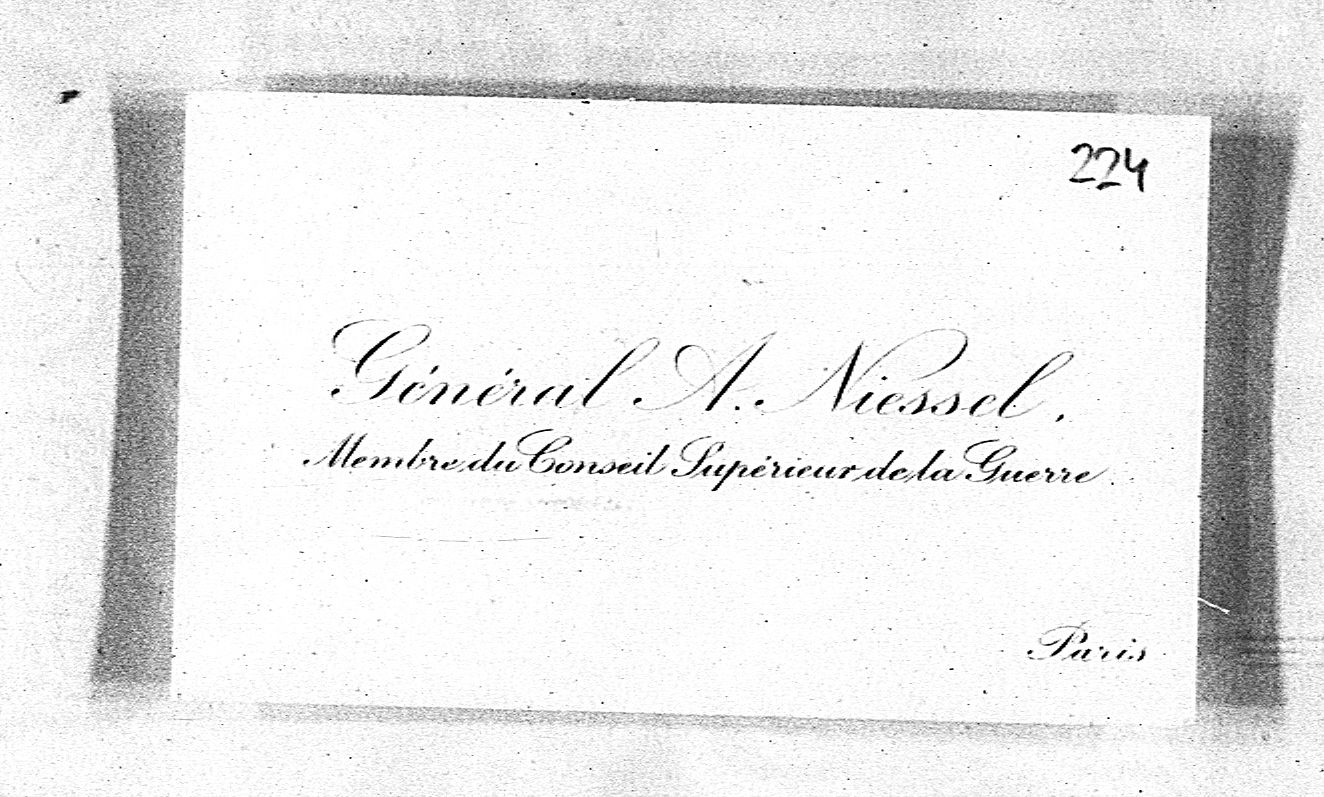 224
Général A. Niessel.
Membre du Conseil Supérieur de la Guerre
Paris